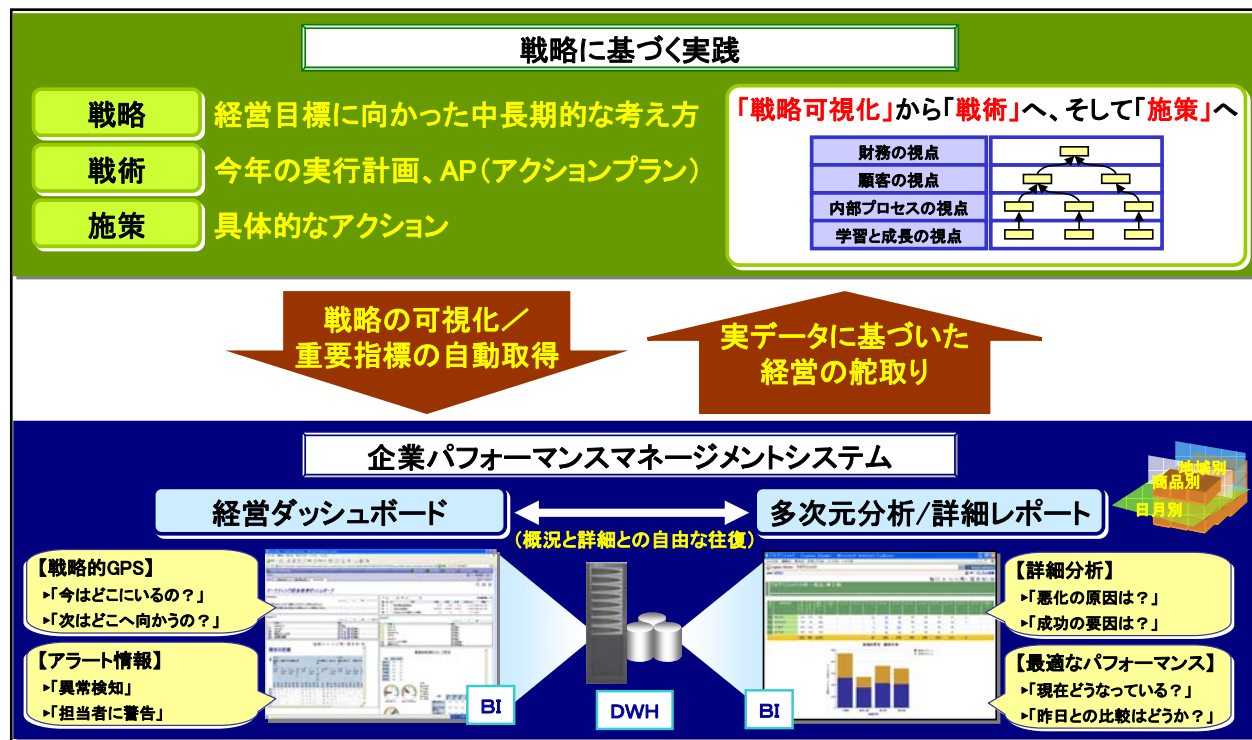 戦略に基づく実践
戦略
経営目標に向かった中長期的な考え方
戦術
今年の実行計画、AP（アクションプラン）
施策
具体的なアクション
「戦略可視化」から「戦術」へ、そして「施策」へ
財務の視点
顧客の視点
内部プロセスの視点
学習と成長の視点
戦略の可視化／
重要指標の自動取得
実データに基づいた
経営の舵取り
企業パフォーマンスマネージメントシステム
地域別
商品別
日月別
経営ダッシュボード
多次元分析/詳細レポート
(概況と詳細との自由な往復)
【戦略的GPS】
▶「今はどこにいるの？」
▶「次はどこへ向かうの？」
【アラート情報】
▶「異常検知」
▶「担当者に警告」
【詳細分析】
▶「悪化の原因は？」
▶「成功の要因は？」
【最適なパフォーマンス】
▶「現在どうなっている？」
▶「昨日との比較はどうか？」
BI
DWH
BI